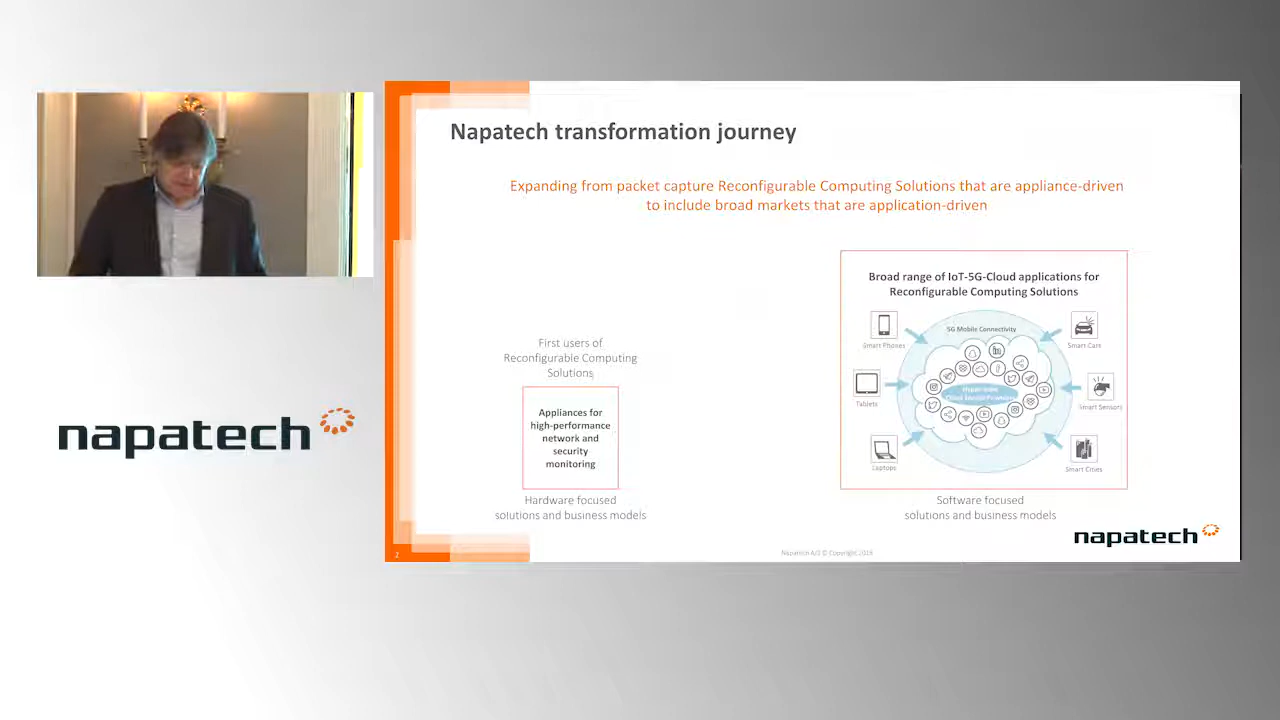 napatech
Napatech transformation journey
Expanding from packet capture Reconfigurable Computing Solutions that are appliance-driven
to include broad markets that are application-driven
First users of
Reconfigurable Computing
Solutions
Appliances for
high-performance
network and
security
monitoring
Hardware focused
solutions and business models
Broad range of IoT-5G-Cloud applications for
Reconfigurable Computing Solutions
5G Mobile Connectivity
Smart Phones
Smart Cars
Tablets
Smart Sensors
Laptops
Smart Cities
Software focused
solutions and business models
napatech
2